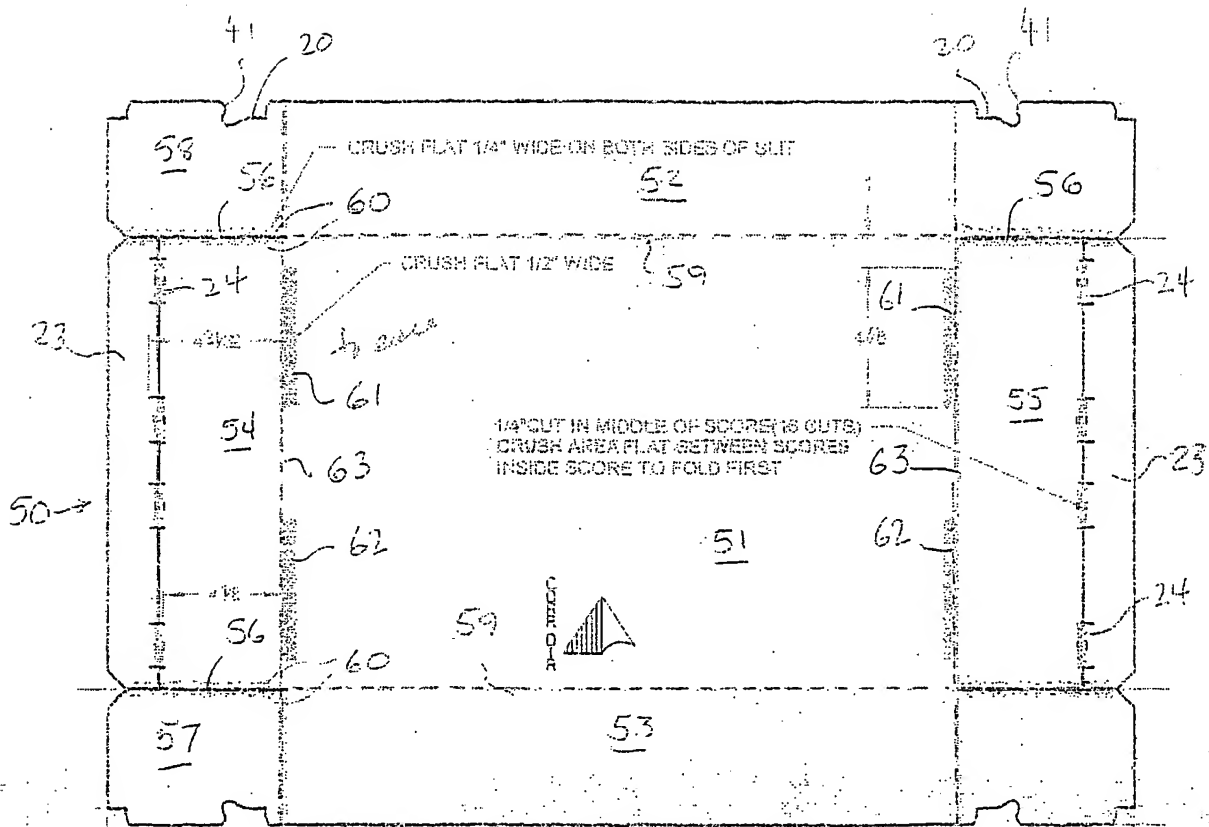 41 20 20 41
58
CRUSH FLAT 1/4" WIDE ON BOTH SIDES OF SLIT
56 60 52 56
CRUSH FLAT 1/2" WIDE
24 59 61 24
23
61
54 55
1/4" CUT IN MIDDLE OF SCORE (16 CUTS)
CRUSH AREA FLAT BETWEEN SCORES
INSIDE SCORE TO FOLD FIRST
63 63 23
50
62 51 62
24
59
56 60
57 53